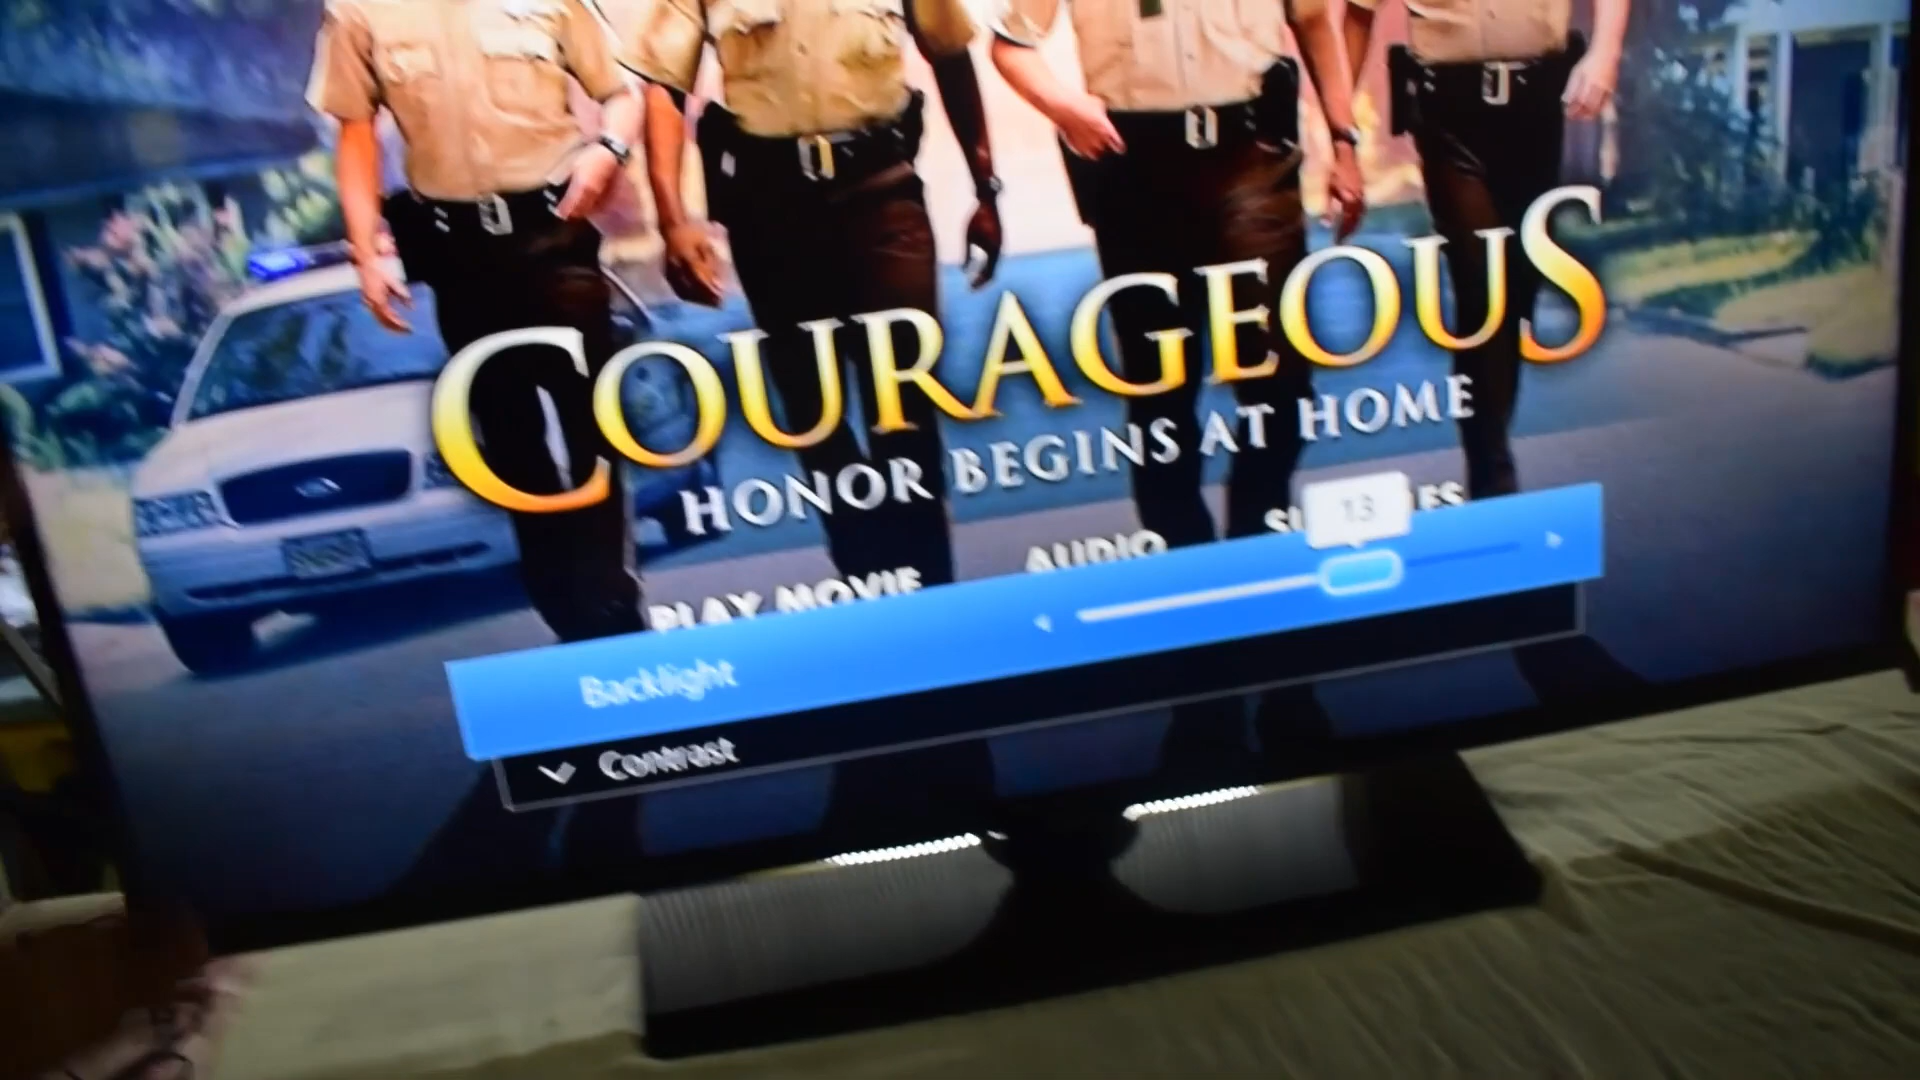 COURAGEOUS
HONOR BEGINS AT HOME
PLAY MOVIE AUDIO
13
Backlight
Contrast